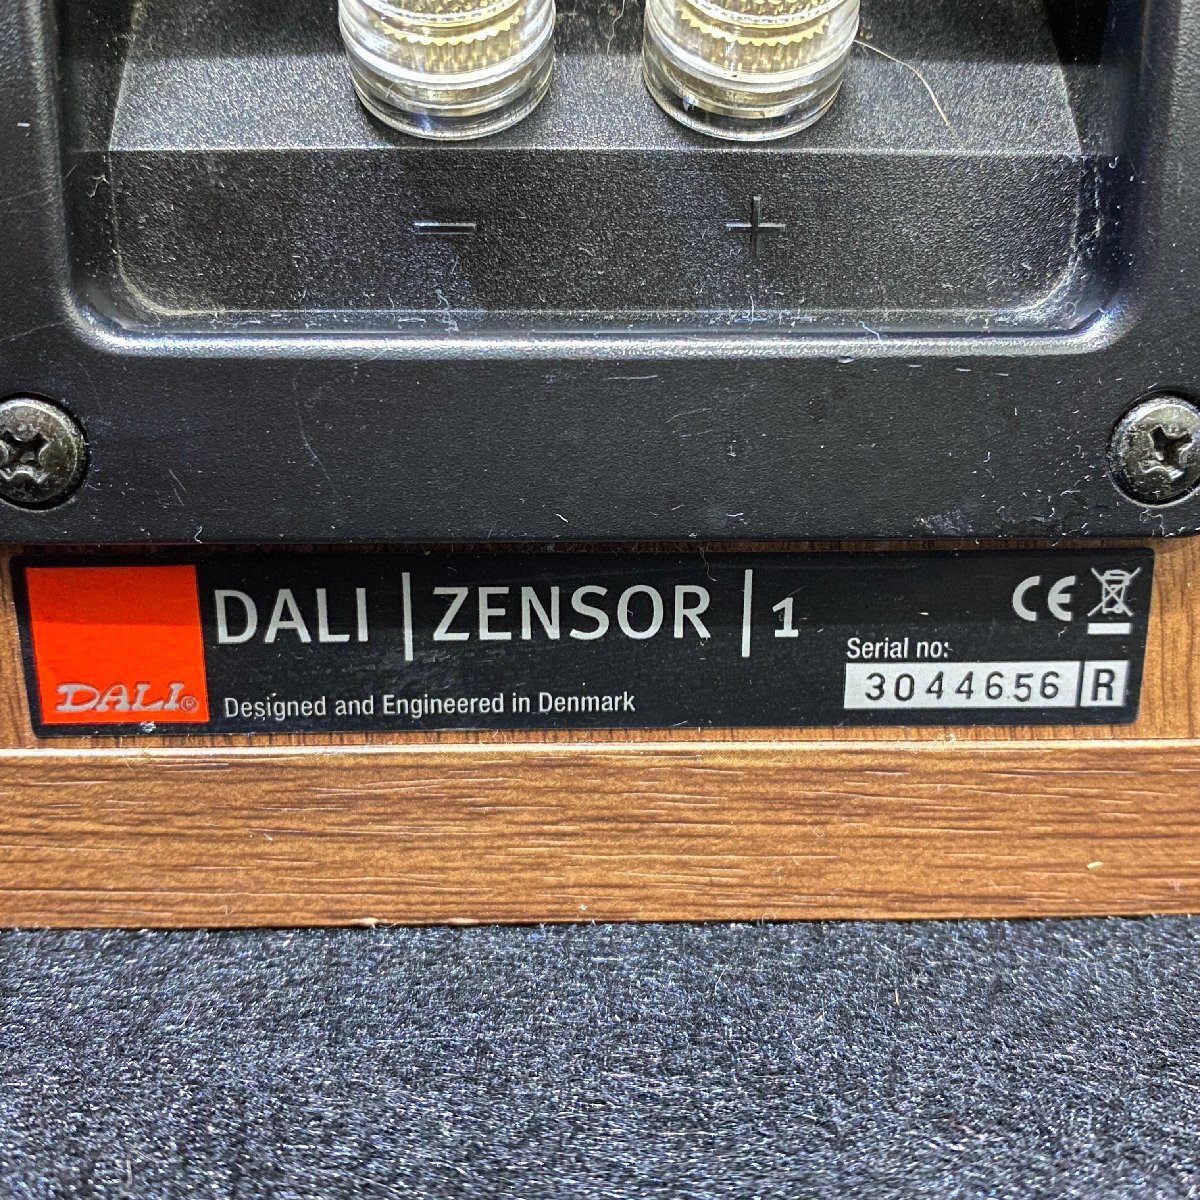 − +
DALI | ZENSOR | 1
CE
DALI®
Designed and Engineered in Denmark
Serial no:
3044656 R